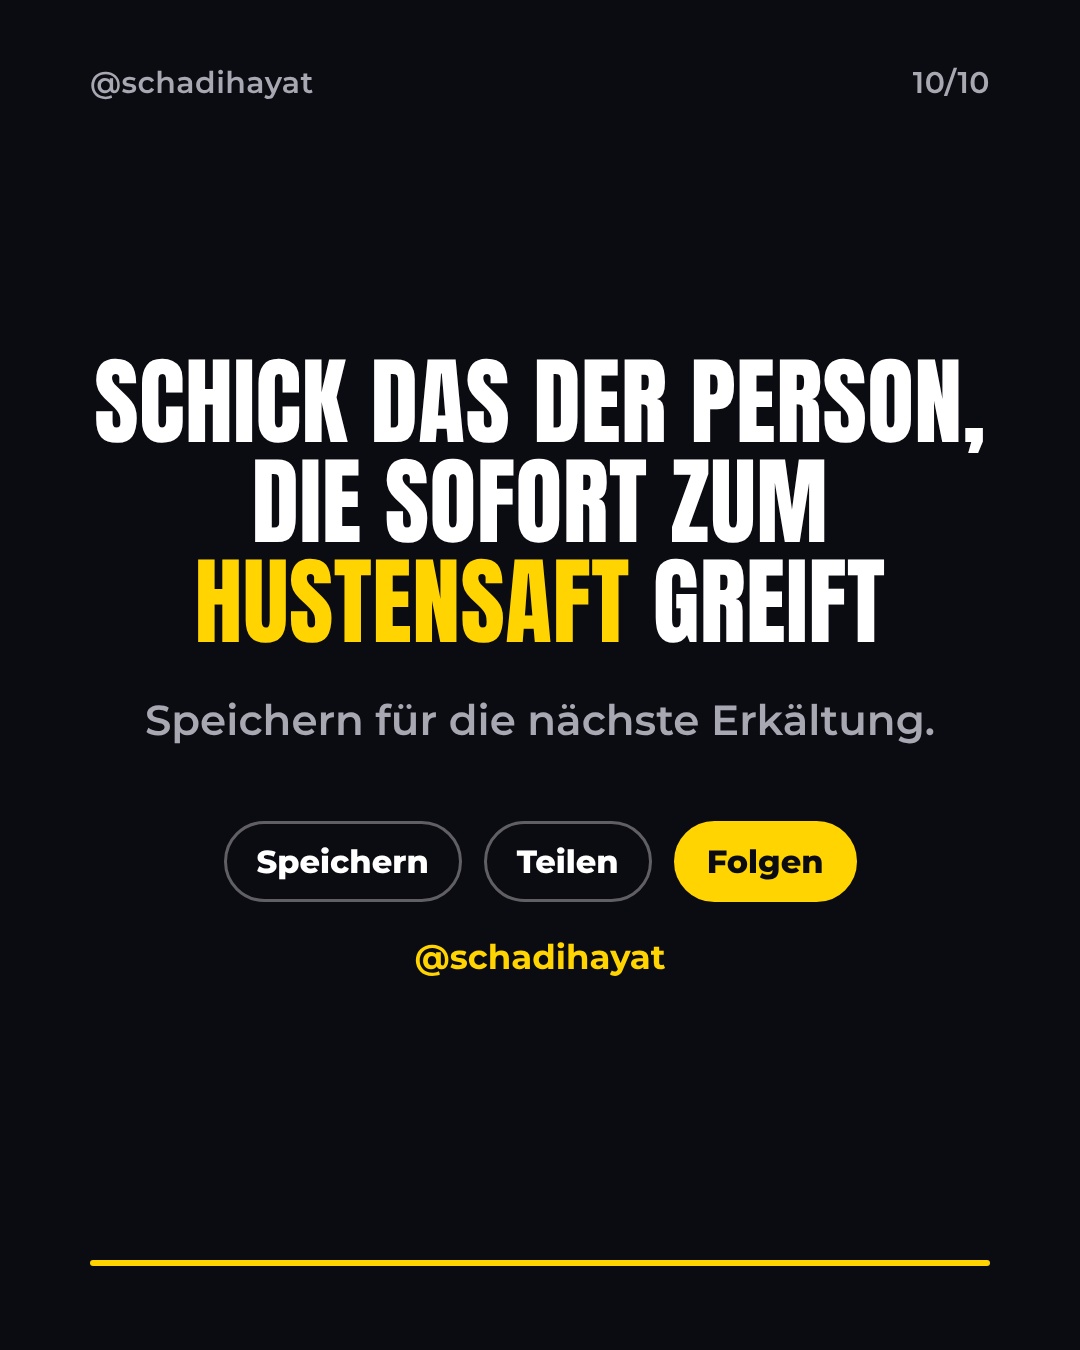 @schadihayat
10/10
SCHICK DAS DER PERSON,
DIE SOFORT ZUM
HUSTENSAFT GREIFT
Speichern für die nächste Erkältung.
Speichern
Teilen
Folgen
@schadihayat